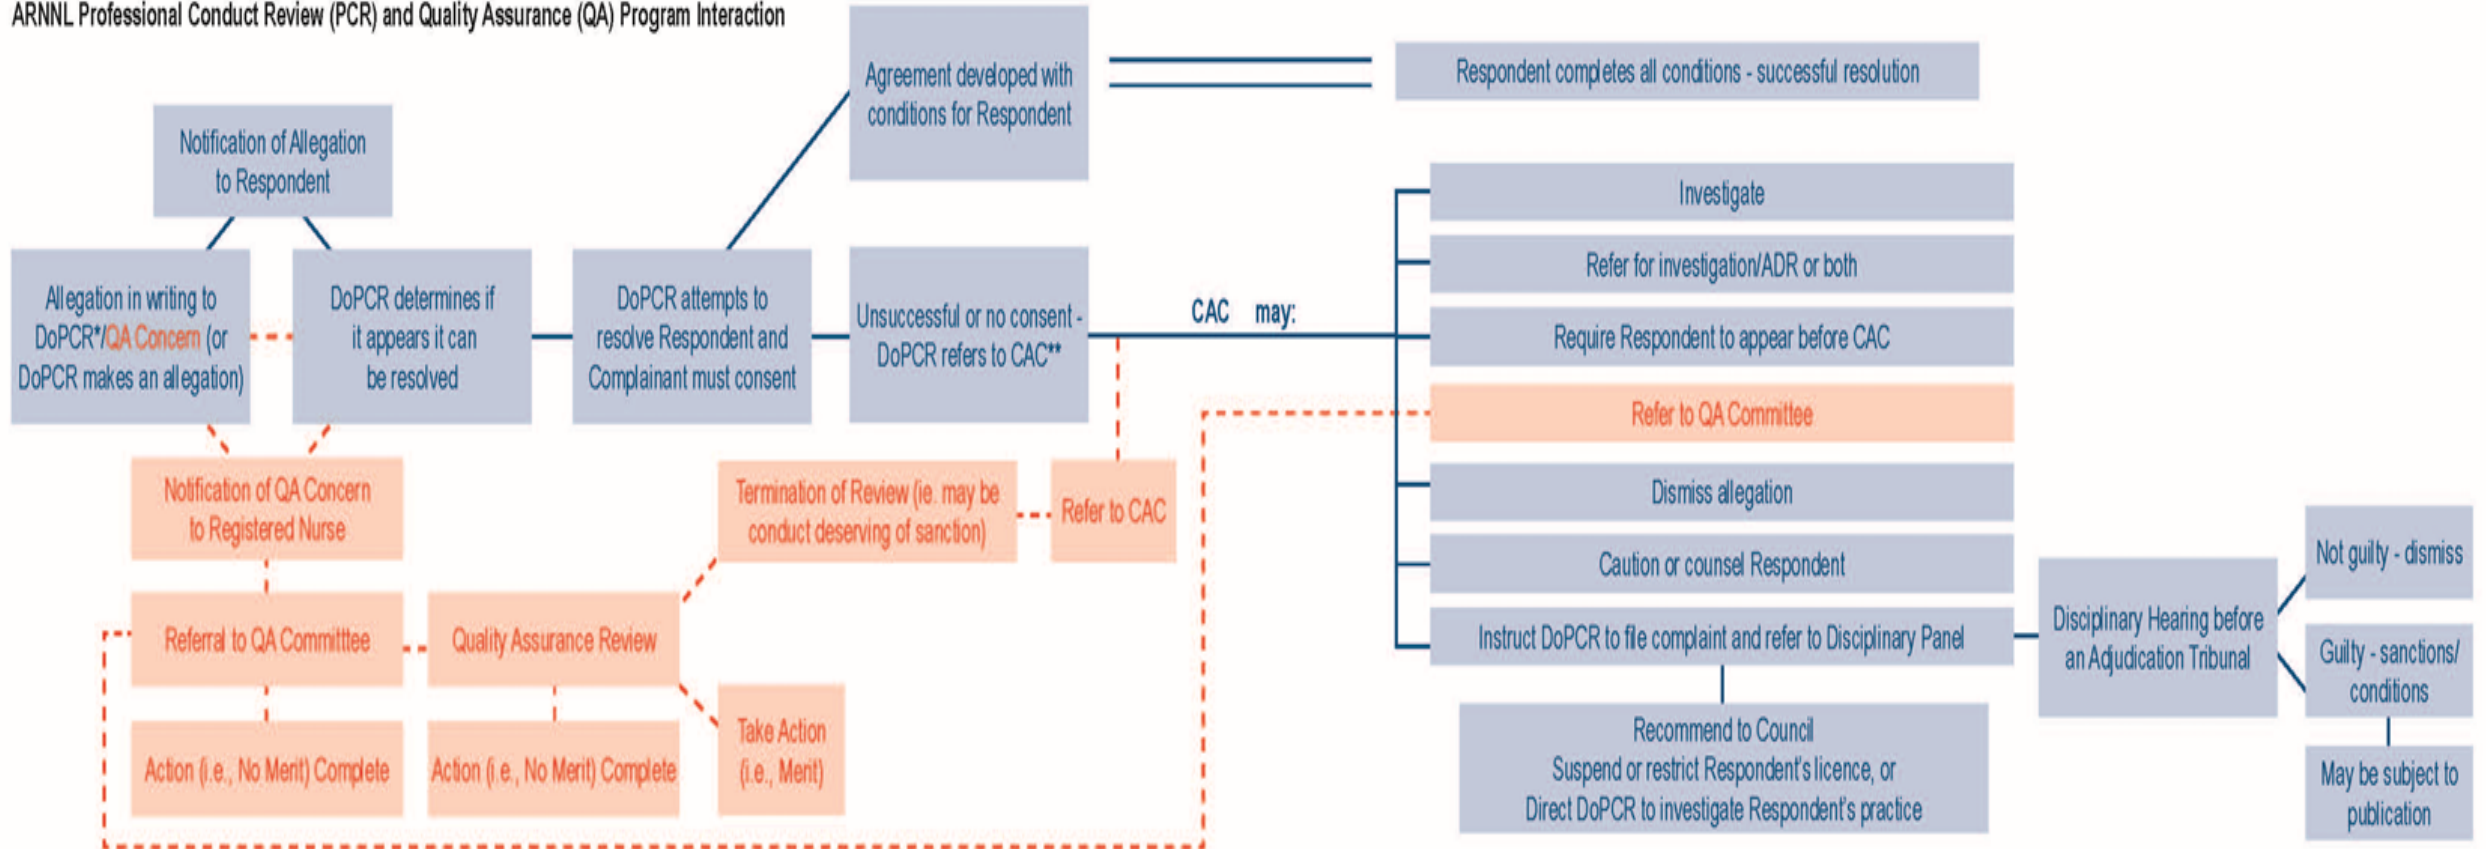 ARNNL Professional Conduct Review (PCR) and Quality Assurance (QA) Program Interaction
Notification of Allegation
to Respondent
Allegation in writing to
DoPCR*/QA Concern (or
DoPCR makes an allegation)
DoPCR determines if
it appears it can
be resolved
DoPCR attempts to
resolve Respondent and
Complainant must consent
Agreement developed with
conditions for Respondent
Respondent completes all conditions - successful resolution
Unsuccessful or no consent -
DoPCR refers to CAC**
CAC may:
Investigate
Refer for investigation/ADR or both
Require Respondent to appear before CAC
Refer to QA Committee
Dismiss allegation
Caution or counsel Respondent
Instruct DoPCR to file complaint and refer to Disciplinary Panel
Recommend to Council
Suspend or restrict Respondent's licence, or
Direct DoPCR to investigate Respondent's practice
Disciplinary Hearing before
an Adjudication Tribunal
Not guilty - dismiss
Guilty - sanctions/
conditions
May be subject to
publication
Notification of QA Concern
to Registered Nurse
Referral to QA Committtee
Action (i.e., No Merit) Complete
Quality Assurance Review
Action (i.e., No Merit) Complete
Termination of Review (ie. may be
conduct deserving of sanction)
Refer to CAC
Take Action
(i.e., Merit)